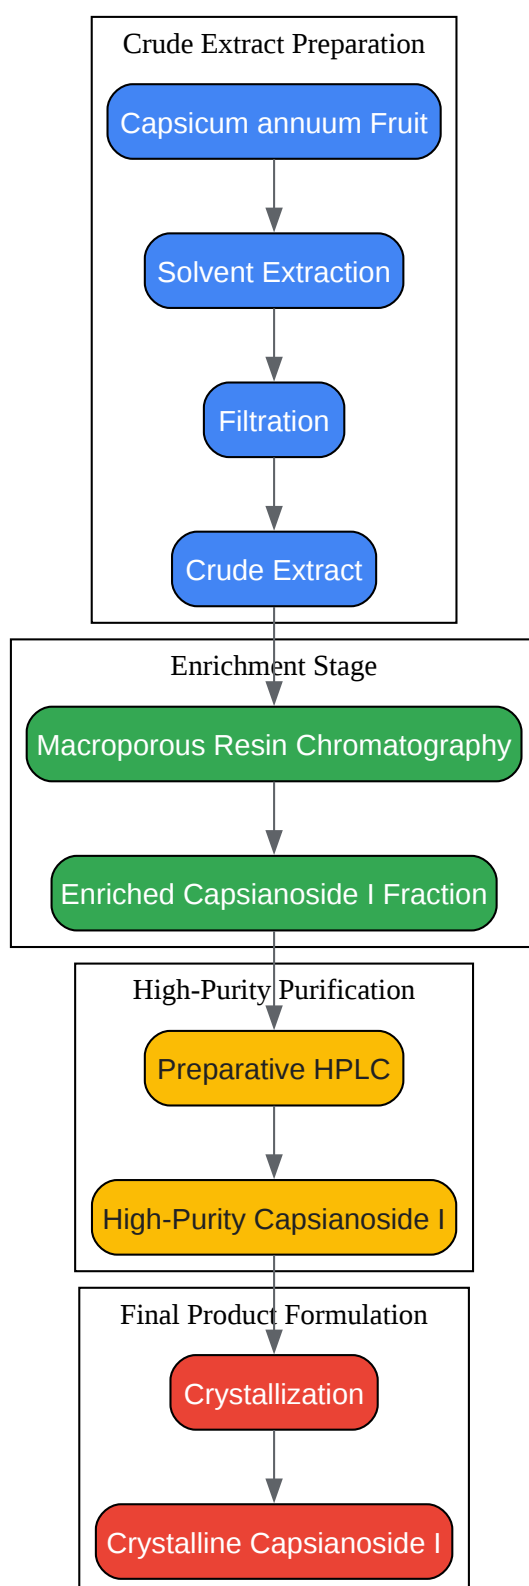 Crude Extract Preparation
Capsicum annuum Fruit
Solvent Extraction
Filtration
Crude Extract
Enrichment Stage
Macroporous Resin Chromatography
Enriched Capsianoside I Fraction
High-Purity Purification
Preparative HPLC
High-Purity Capsianoside I
Final Product Formulation
Crystallization
Crystalline Capsianoside I